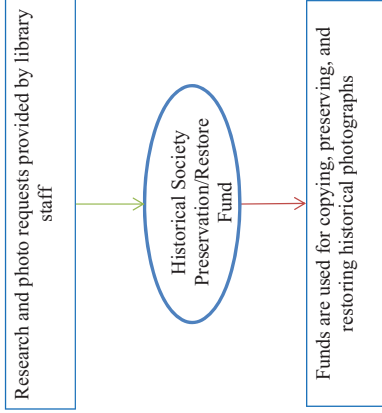 Research and photo requests provided by library
staff
Historical Society
Preservation/Restore
Fund
Funds are used for copying, preserving, and
restoring historical photographs